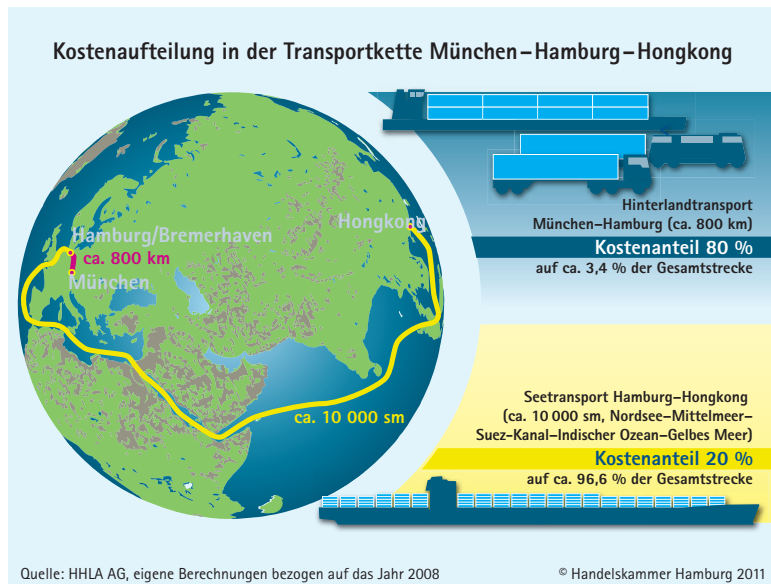 Kostenaufteilung in der Transportkette München–Hamburg–Hongkong
Hongkong
Hamburg/Bremerhaven
ca. 800 km
München
ca. 10 000 sm
Hinterlandtransport
München–Hamburg (ca. 800 km)
Kostenanteil 80 %
auf ca. 3,4 % der Gesamtstrecke
Seetransport Hamburg–Hongkong
(ca. 10 000 sm, Nordsee–Mittelmeer–
Suez-Kanal–Indischer Ozean–Gelbes Meer)
Kostenanteil 20 %
auf ca. 96,6 % der Gesamtstrecke
Quelle: HHLA AG, eigene Berechnungen bezogen auf das Jahr 2008
© Handelskammer Hamburg 2011